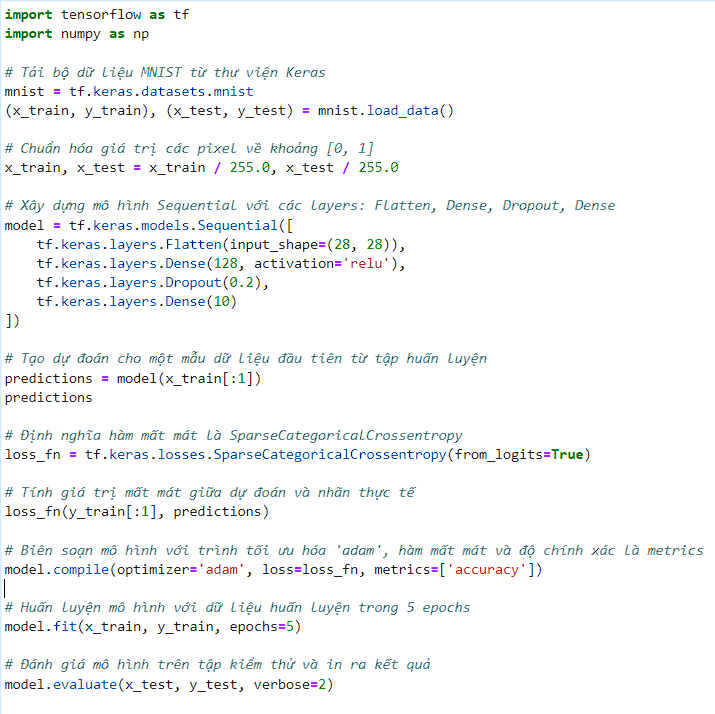 import tensorflow as tf
import numpy as np
# Tải bộ dữ liệu MNIST từ thư viện Keras
mnist = tf.keras.datasets.mnist
(x_train, y_train), (x_test, y_test) = mnist.load_data()
# Chuẩn hóa giá trị các pixel về khoảng [0, 1]
x_train, x_test = x_train / 255.0, x_test / 255.0
# Xây dựng mô hình Sequential với các layers: Flatten, Dense, Dropout, Dense
model = tf.keras.models.Sequential([
    tf.keras.layers.Flatten(input_shape=(28, 28)),
    tf.keras.layers.Dense(128, activation='relu'),
    tf.keras.layers.Dropout(0.2),
    tf.keras.layers.Dense(10)
])
# Tạo dự đoán cho một mẫu dữ liệu đầu tiên từ tập huấn luyện
predictions = model(x_train[:1])
predictions
# Định nghĩa hàm mất mát là SparseCategoricalCrossentropy
loss_fn = tf.keras.losses.SparseCategoricalCrossentropy(from_logits=True)
# Tính giá trị mất mát giữa dự đoán và nhãn thực tế
loss_fn(y_train[:1], predictions)
# Biên soạn mô hình với trình tối ưu hóa 'adam', hàm mất mát và độ chính xác là metrics
model.compile(optimizer='adam', loss=loss_fn, metrics=['accuracy'])
# Huấn luyện mô hình với dữ liệu huấn luyện trong 5 epochs
model.fit(x_train, y_train, epochs=5)
# Đánh giá mô hình trên tập kiểm thử và in ra kết quả
model.evaluate(x_test, y_test, verbose=2)